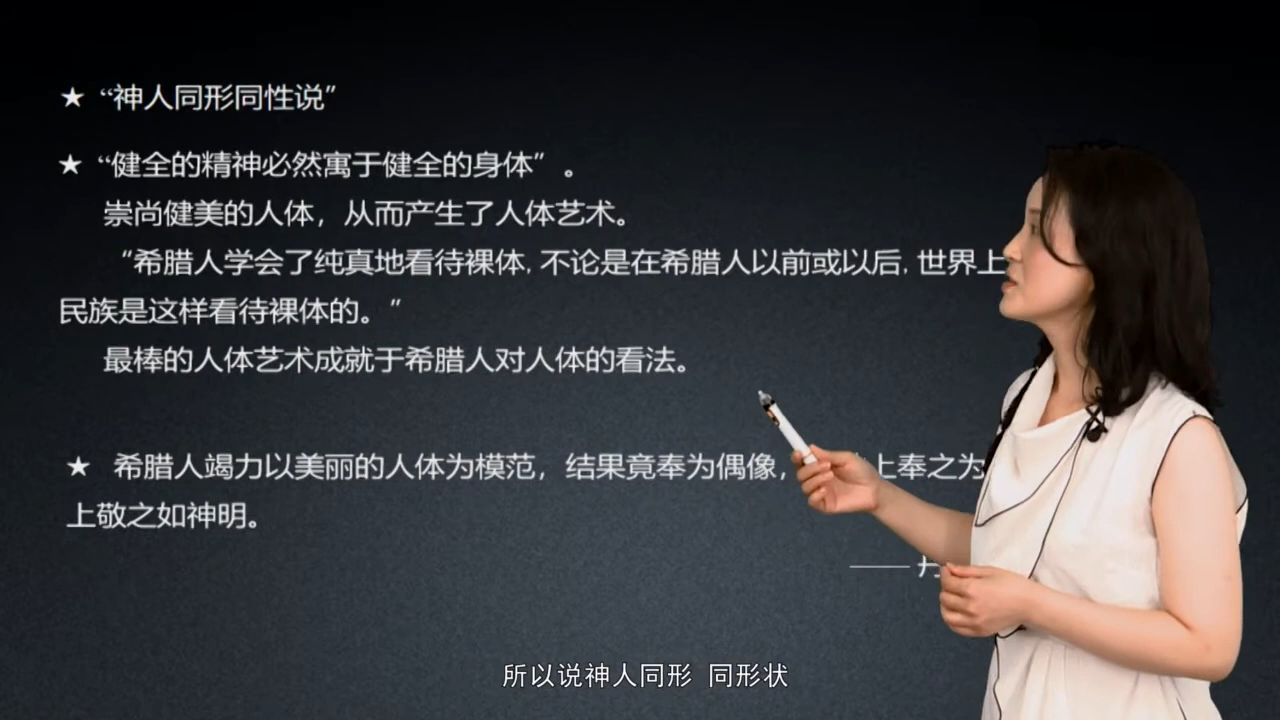 ★ “神人同形同性说”
★ “健全的精神必然寓于健全的身体”。
崇尚健美的人体，从而产生了人体艺术。
“希腊人学会了纯真地看待裸体, 不论是在希腊人以前或以后, 世界上
民族是这样看待裸体的。”
最棒的人体艺术成就于希腊人对人体的看法。
★ 希腊人竭力以美丽的人体为模范，结果竟奉为偶像，上奉之为
上敬之如神明。
——
所以说神人同形 同形状